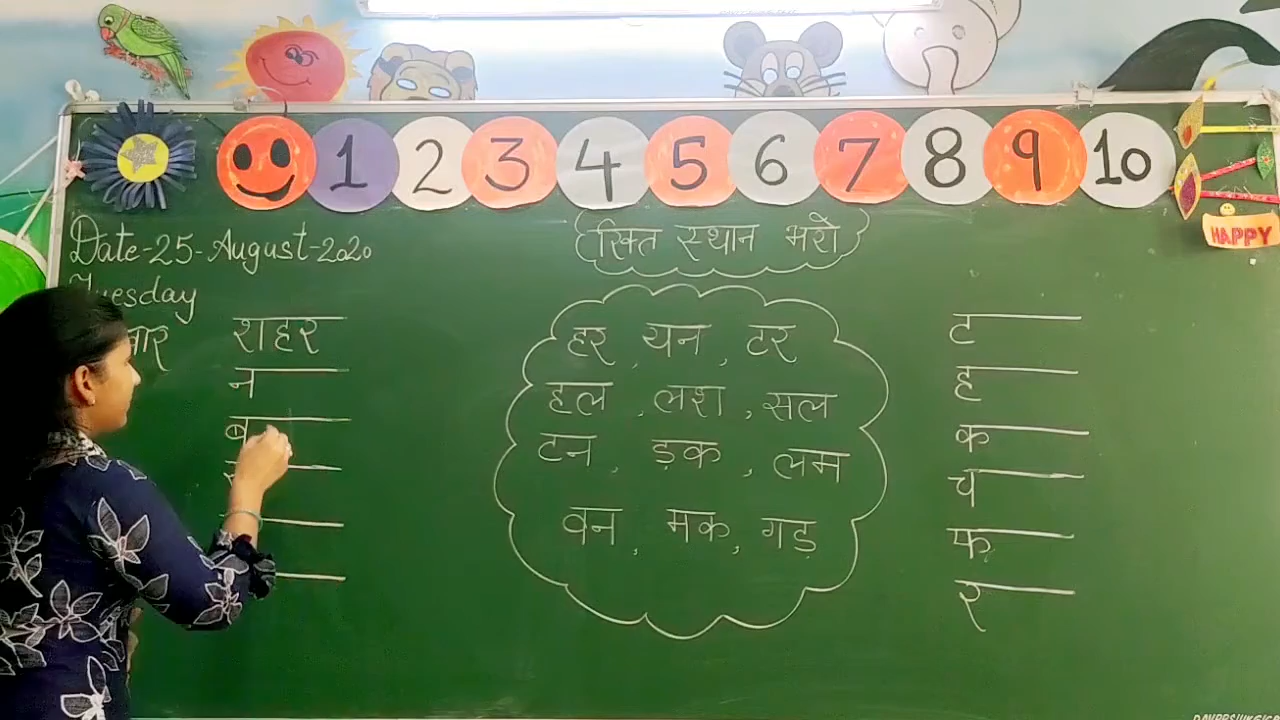 1 2 3 4 5 6 7 8 9 10
HAPPY
Date-25-August-2020
रिक्त स्थान भरो
Tuesday
शहर
न
ब
हर, यन, टर
हल, लश, सल
टन, ड़क, लम
वन, मक, गड़
ट
ह
क
च
फ
र